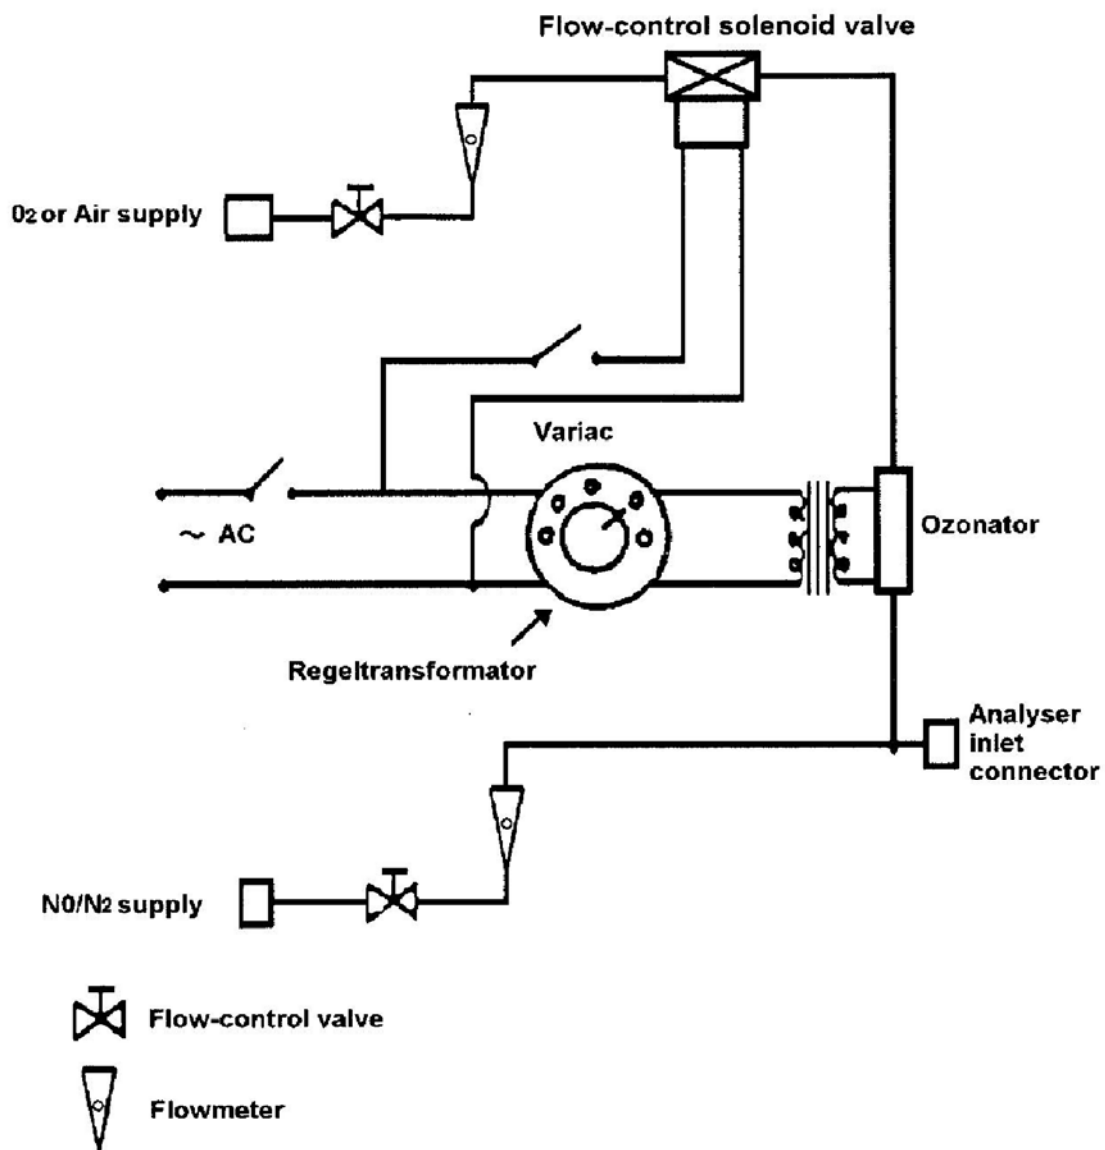 Flow-control solenoid valve
02 or Air supply
Variac
~ AC
Ozonator
Regeltransformator
Analyser
inlet
connector
N0/N2 supply
Flow-control valve
Flowmeter